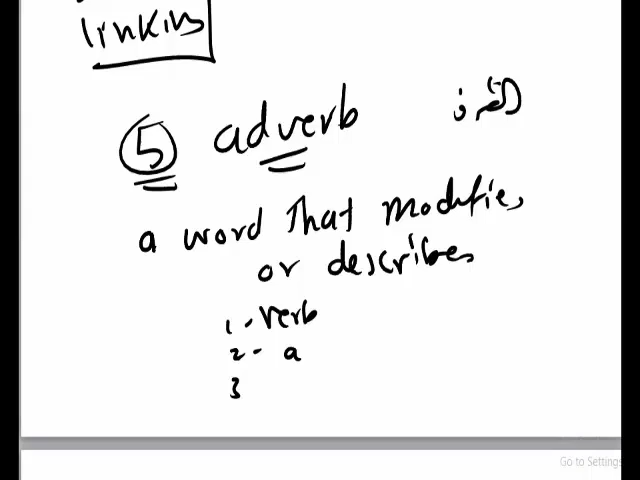 linking
5 adverb الظرف
a word that modifies
or describes
1 - verb
2 - a
3
Go to Settings